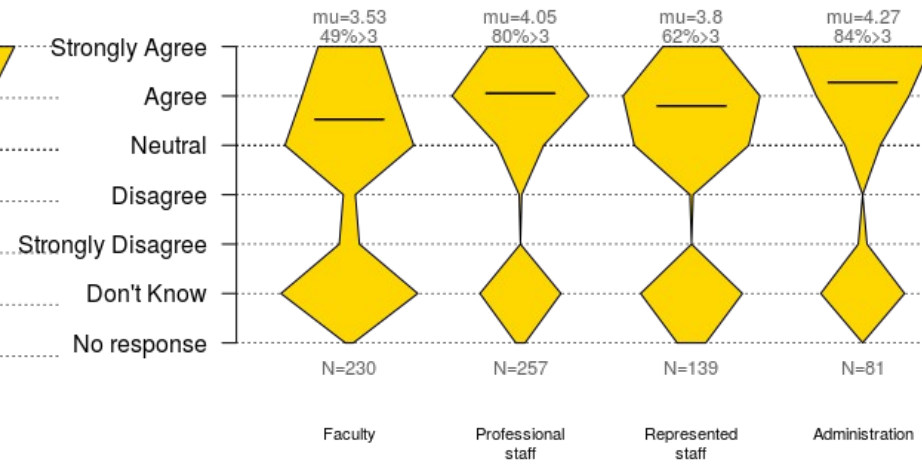 mu=3.53 mu=4.05 mu=3.8 mu=4.27
49%>3 80%>3 62%>3 84%>3
Strongly Agree
Agree
Neutral
Disagree
Strongly Disagree
Don't Know
No response
N=230 N=257 N=139 N=81
Faculty Professional Represented Administration
staff staff